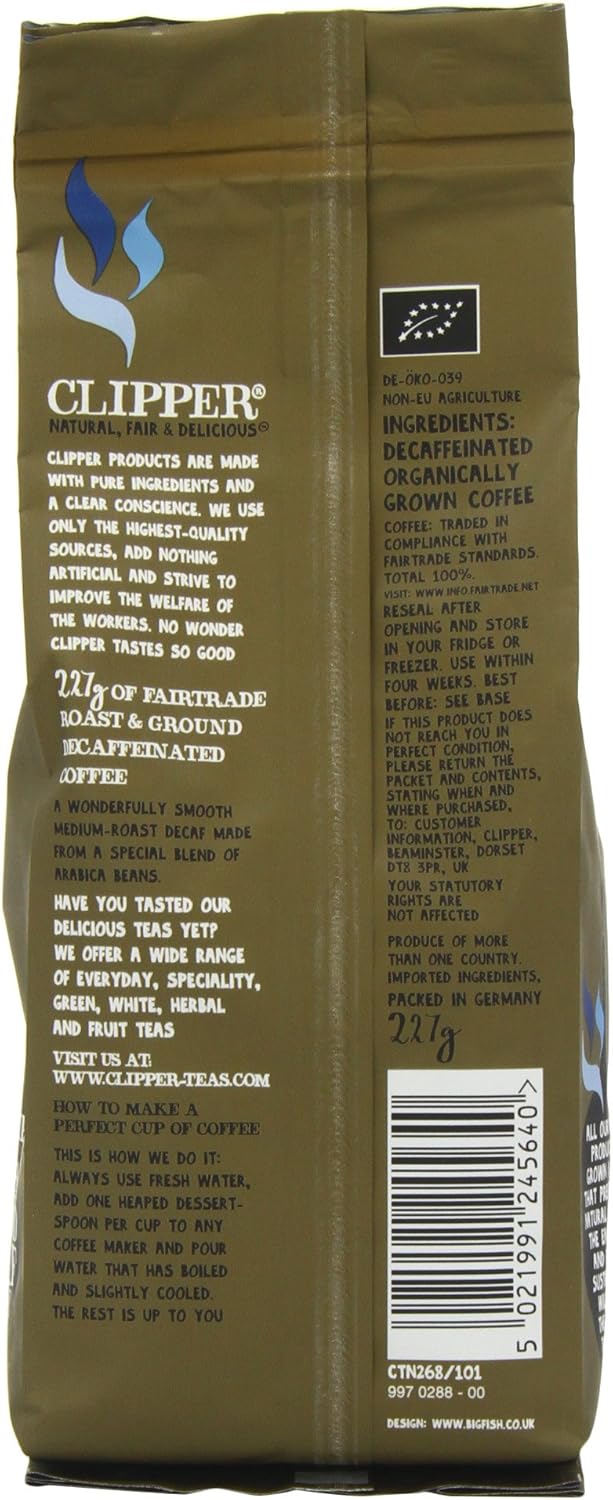 CLIPPER®
NATURAL, FAIR & DELICIOUS
CLIPPER PRODUCTS ARE MADE
WITH PURE INGREDIENTS AND
A CLEAR CONSCIENCE. WE USE
ONLY THE HIGHEST-QUALITY
SOURCES, ADD NOTHING
ARTIFICIAL AND STRIVE TO
IMPROVE THE WELFARE OF
THE WORKERS. NO WONDER
CLIPPER TASTES SO GOOD
227g OF FAIRTRADE
ROAST & GROUND
DECAFFEINATED
COFFEE
A WONDERFULLY SMOOTH
MEDIUM-ROAST DECAF MADE
FROM A SPECIAL BLEND OF
ARABICA BEANS.
HAVE YOU TASTED OUR
DELICIOUS TEAS YET?
WE OFFER A WIDE RANGE
OF EVERYDAY, SPECIALITY,
GREEN, WHITE, HERBAL
AND FRUIT TEAS
VISIT US AT:
WWW.CLIPPER-TEAS.COM
HOW TO MAKE A
PERFECT CUP OF COFFEE
THIS IS HOW WE DO IT:
ALWAYS USE FRESH WATER,
ADD ONE HEAPED DESSERT-
SPOON PER CUP TO ANY
COFFEE MAKER AND POUR
WATER THAT HAS BOILED
AND SLIGHTLY COOLED.
THE REST IS UP TO YOU
DE-ÖKO-039
NON-EU AGRICULTURE
INGREDIENTS:
DECAFFEINATED
ORGANICALLY
GROWN COFFEE
COFFEE: TRADED IN
COMPLIANCE WITH
FAIRTRADE STANDARDS.
TOTAL 100%.
VISIT: WWW.INFO.FAIRTRADE.NET
RESEAL AFTER
OPENING AND STORE
IN YOUR FRIDGE OR
FREEZER. USE WITHIN
FOUR WEEKS. BEST
BEFORE: SEE BASE
IF THIS PRODUCT DOES
NOT REACH YOU IN
PERFECT CONDITION,
PLEASE RETURN THE
PACKET AND CONTENTS,
STATING WHEN AND
WHERE PURCHASED,
TO: CUSTOMER
INFORMATION, CLIPPER,
BEAMINSTER, DORSET
DT8 3PR, UK
YOUR STATUTORY
RIGHTS ARE
NOT AFFECTED
PRODUCE OF MORE
THAN ONE COUNTRY.
IMPORTED INGREDIENTS,
PACKED IN GERMANY
227g
5 021991 245640 >
CTN268/101
997 0288 - 00
DESIGN: WWW.BIGFISH.CO.UK
ALL OUR